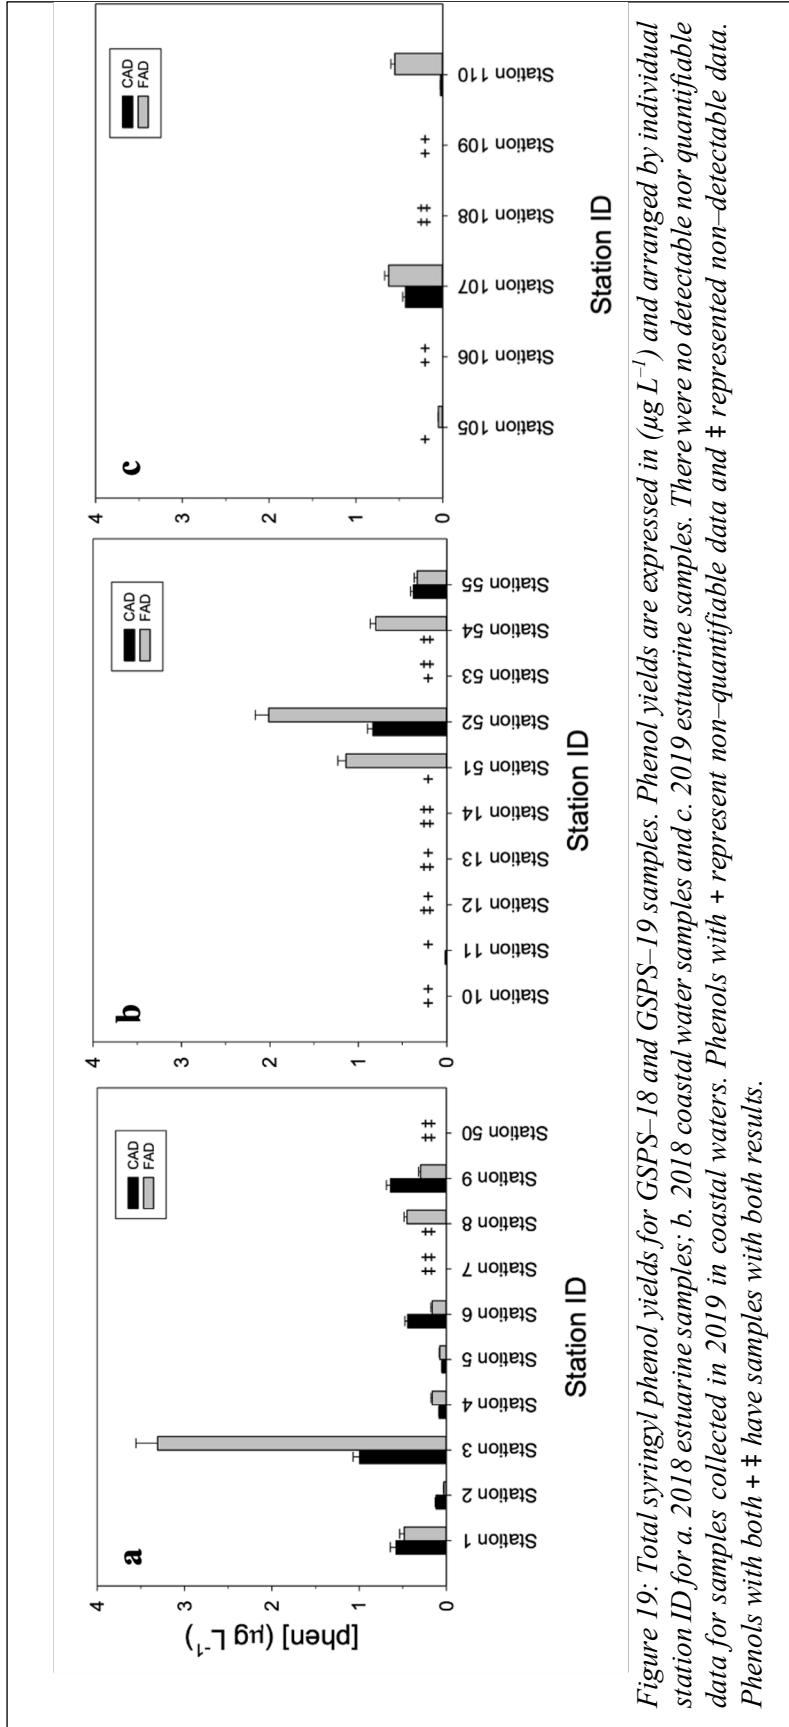 [phen] (µg L⁻¹)
4
3
2
1
0
a
CAD
FAD
‡ ‡ ‡ ‡ ‡
Station 1
Station 2
Station 3
Station 4
Station 5
Station 6
Station 7
Station 8
Station 9
Station 50
Station ID
4
3
2
1
0
b
CAD
FAD
+ + + ‡ + ‡ + ‡ ‡ + + ‡ ‡
Station 10
Station 11
Station 12
Station 13
Station 14
Station 51
Station 52
Station 53
Station 54
Station 55
Station ID
4
3
2
1
0
c
CAD
FAD
+ + + ‡ ‡ + +
Station 105
Station 106
Station 107
Station 108
Station 109
Station 110
Station ID
Figure 19: Total syringyl phenol yields for GSPS–18 and GSPS–19 samples. Phenol yields are expressed in (µg L⁻¹) and arranged by individual
station ID for a. 2018 estuarine samples; b. 2018 coastal water samples and c. 2019 estuarine samples. There were no detectable nor quantifiable
data for samples collected in 2019 in coastal waters. Phenols with + represent non–quantifiable data and ‡ represented non–detectable data.
Phenols with both + ‡ have samples with both results.